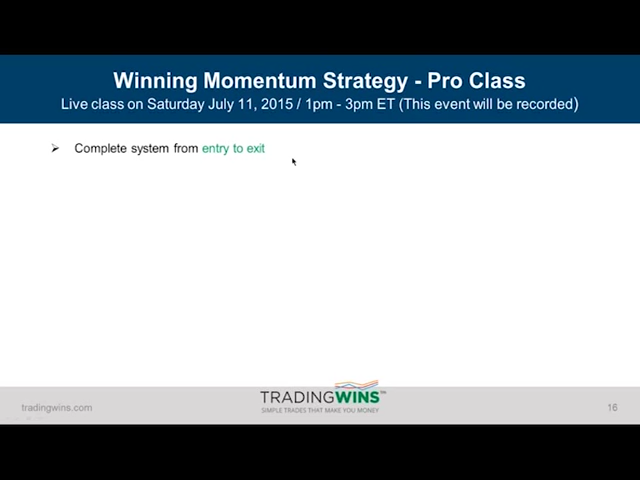 Winning Momentum Strategy - Pro Class
Live class on Saturday July 11, 2015 / 1pm - 3pm ET (This event will be recorded)
Complete system from entry to exit
TRADINGWINS
SIMPLE TRADES THAT MAKE YOU MONEY
tradingwins.com
16